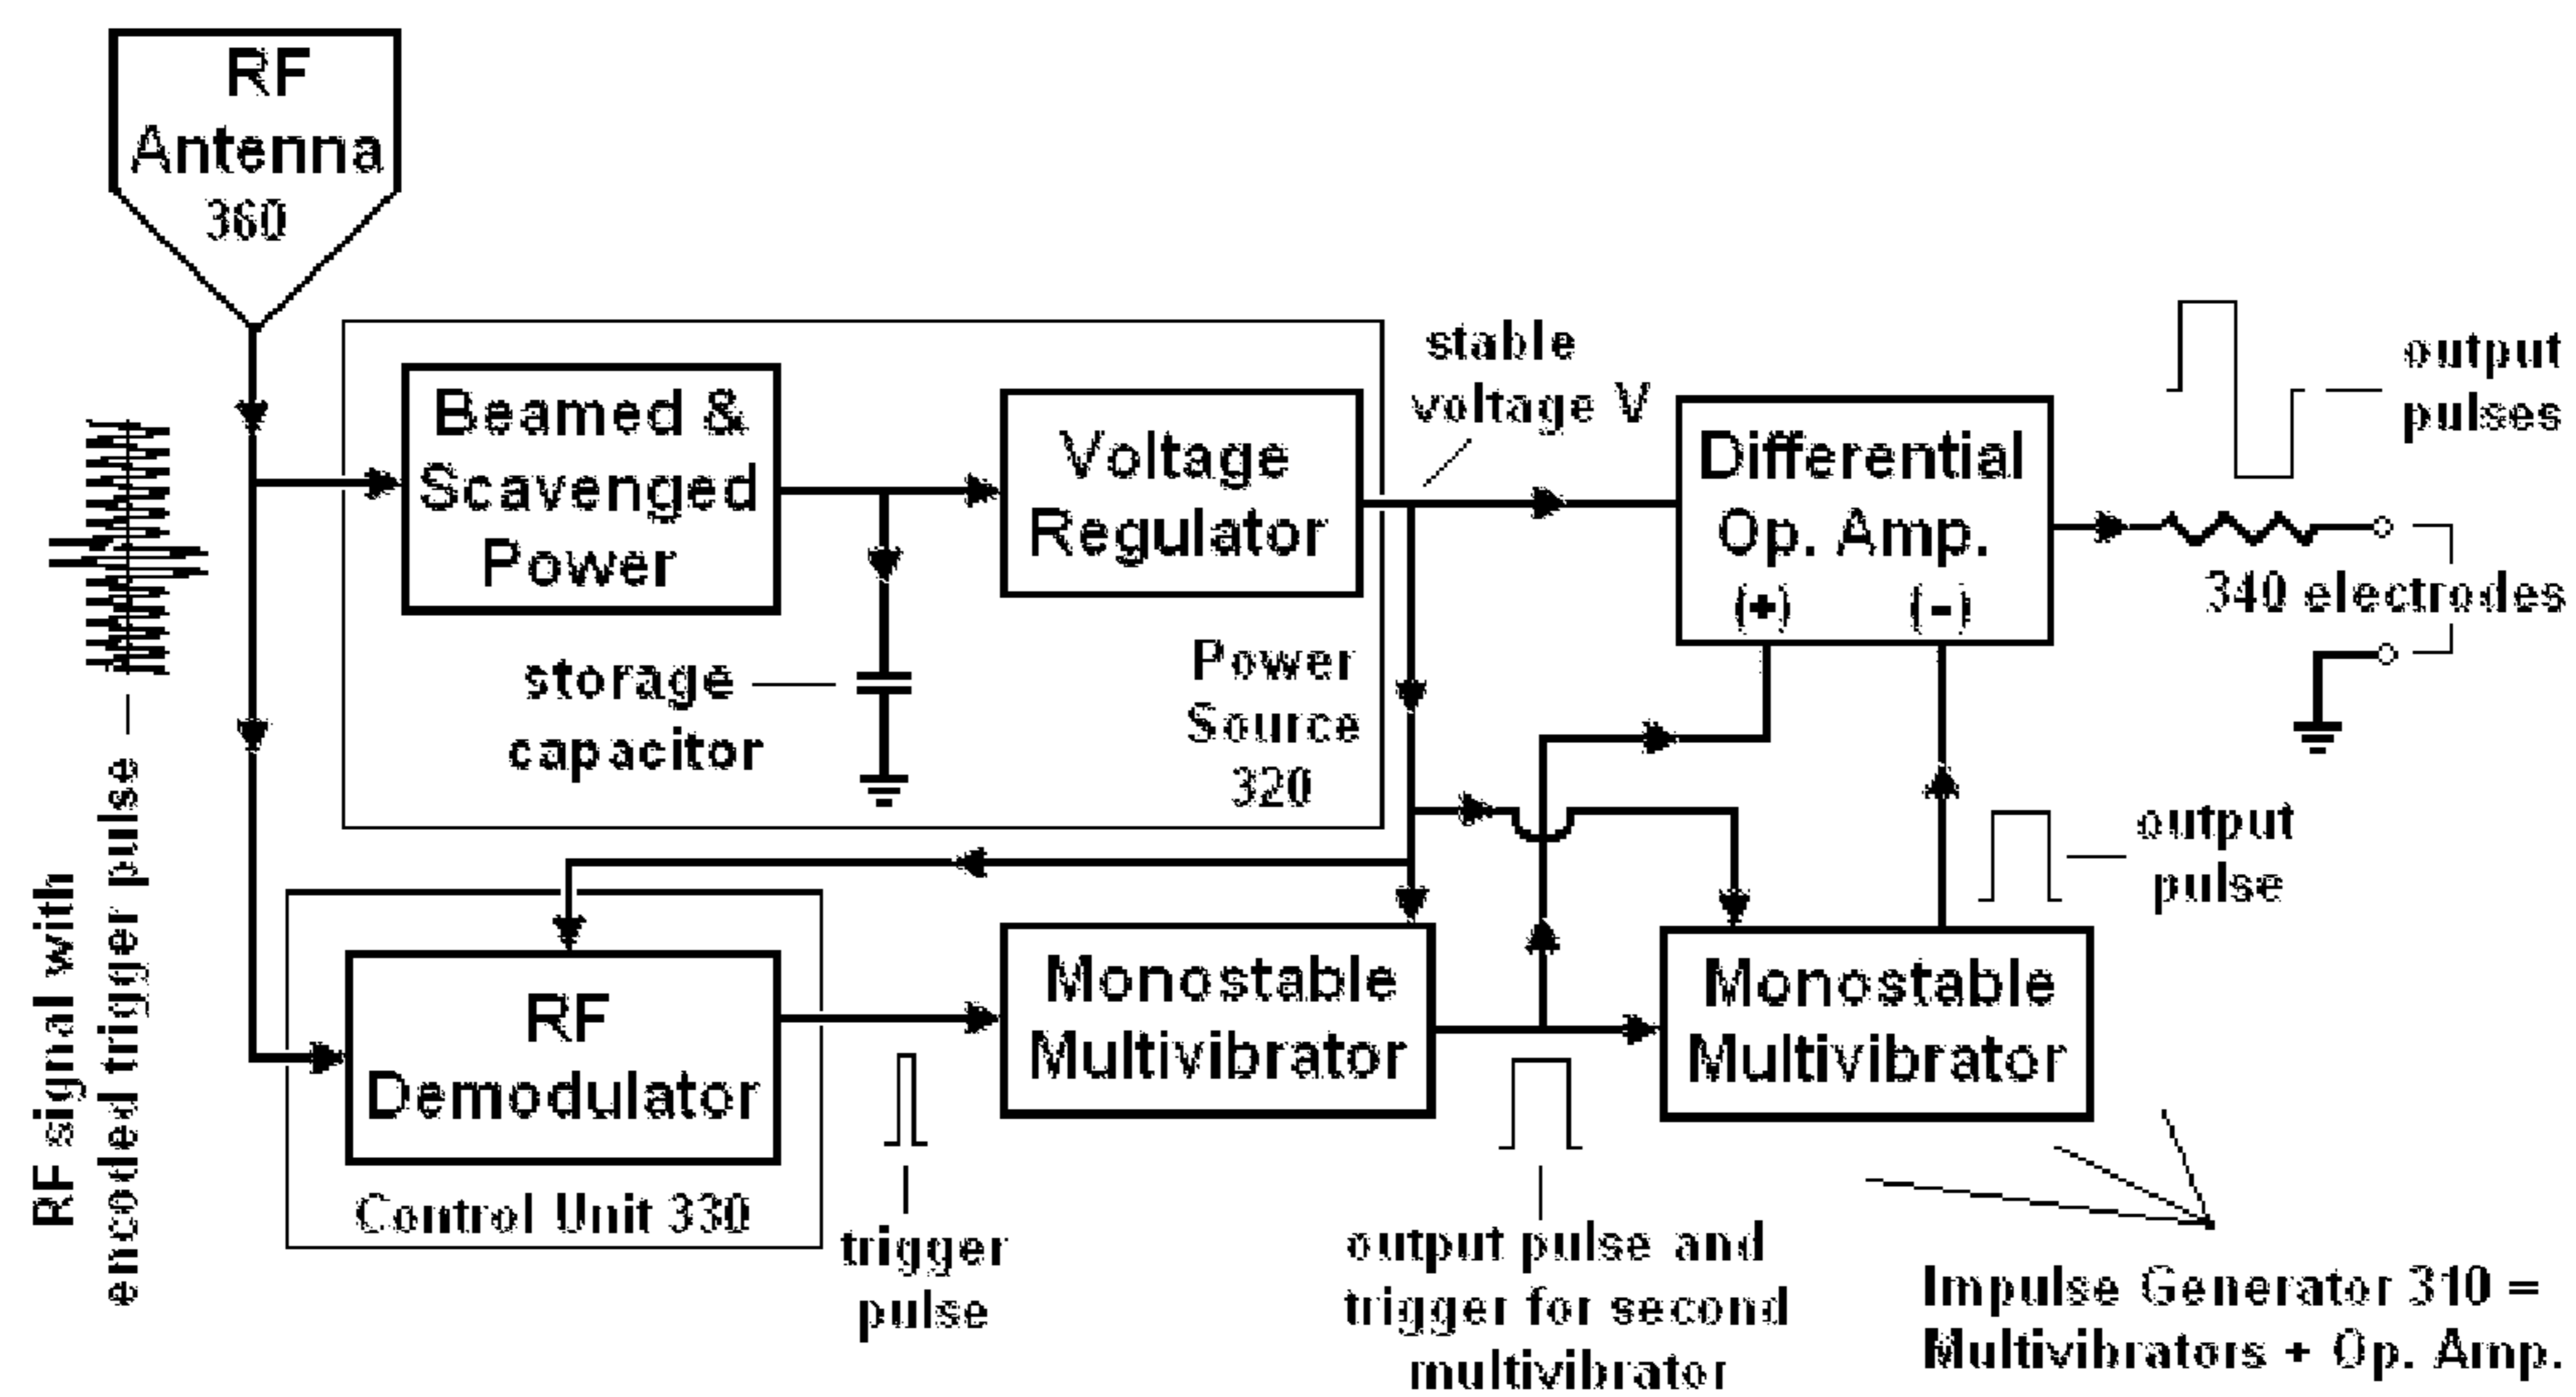 RF
Antenna
360
Beamed &
Scavenged
Power
Voltage
Regulator
stable
voltage V
Differential
Op. Amp.
(+) (-)
output
pulses
340 electrodes
storage
capacitor
Power
Source
320
RF signal with
encoded trigger pulse
output
pulse
RF
Demodulator
Control Unit 330
Monostable
Multivibrator
Monostable
Multivibrator
trigger
pulse
output pulse and
trigger for second
multivibrator
Impulse Generator 310 =
Multivibrators + Op. Amp.